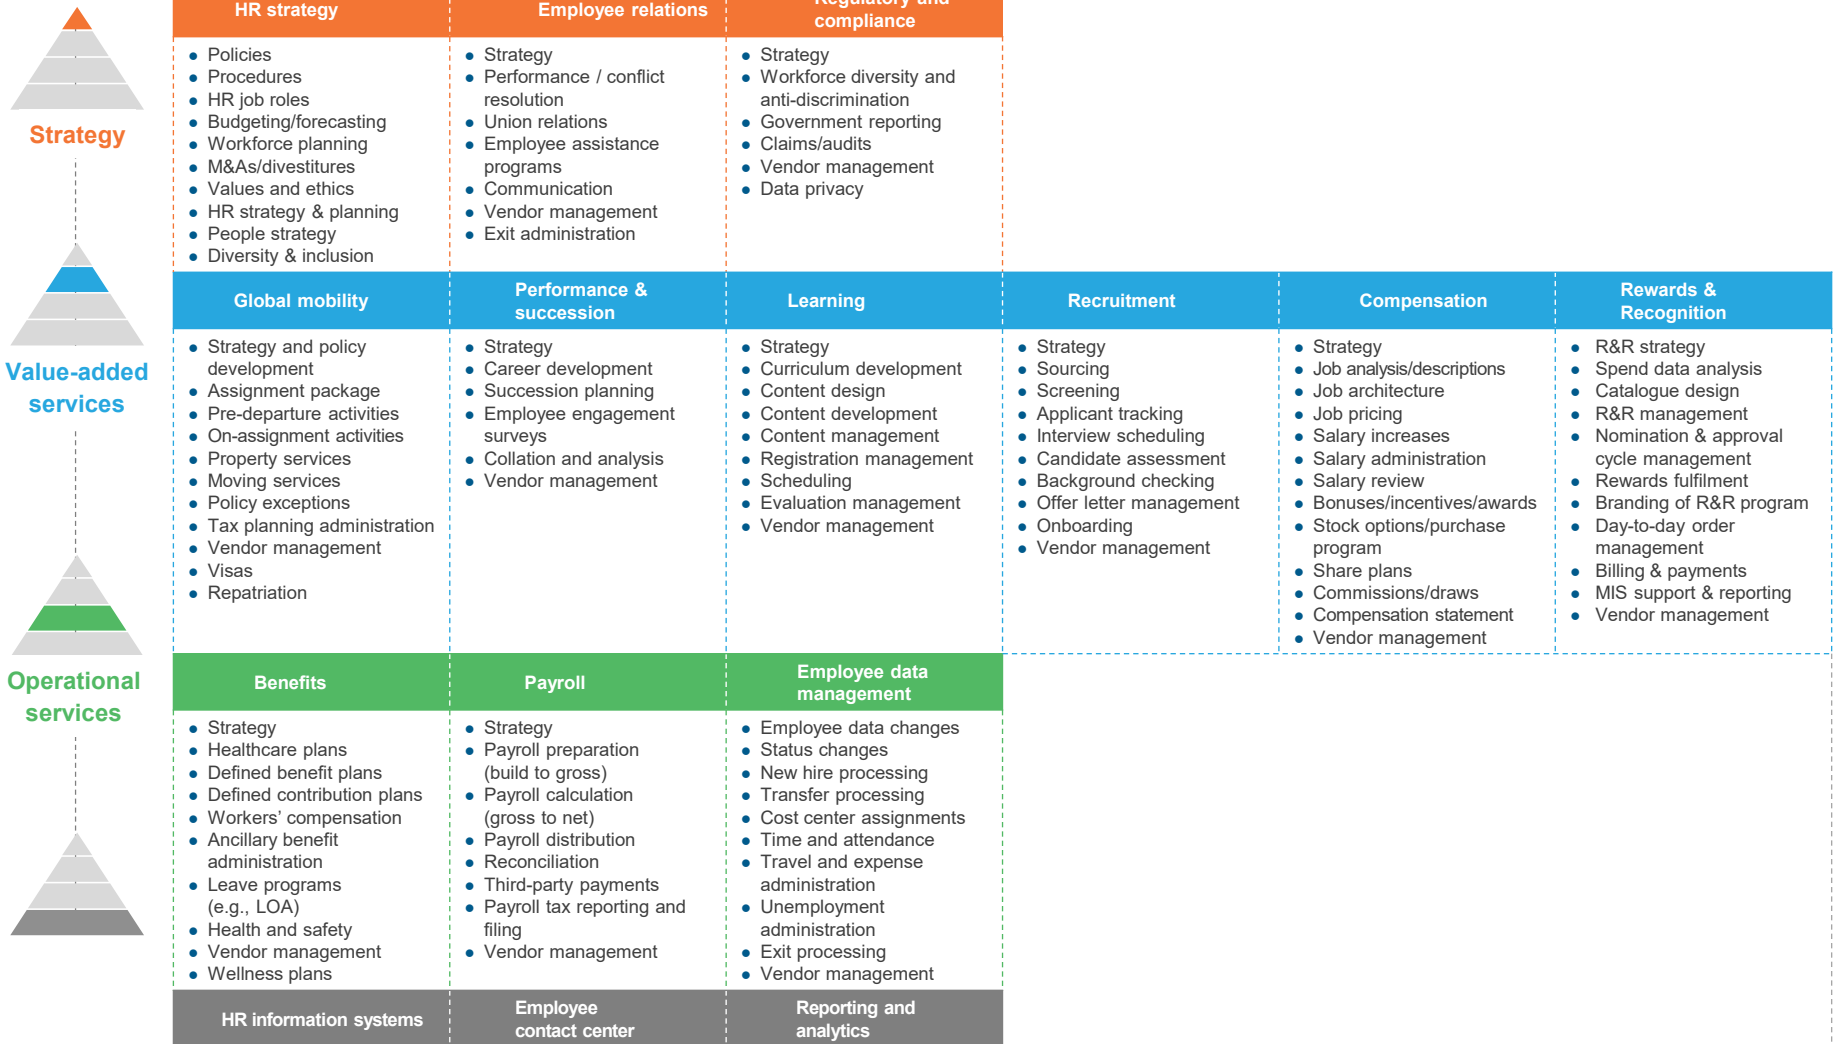 HR strategy
Employee relations
Regulatory and
compliance
Strategy
Policies
Procedures
HR job roles
Budgeting/forecasting
Workforce planning
M&As/divestitures
Values and ethics
HR strategy & planning
People strategy
Diversity & inclusion
Strategy
Performance / conflict
resolution
Union relations
Employee assistance
programs
Communication
Vendor management
Exit administration
Strategy
Workforce diversity and
anti-discrimination
Government reporting
Claims/audits
Vendor management
Data privacy
Value-added
services
Global mobility
Performance &
succession
Learning
Recruitment
Compensation
Rewards &
Recognition
Strategy and policy
development
Assignment package
Pre-departure activities
On-assignment activities
Property services
Moving services
Policy exceptions
Tax planning administration
Vendor management
Visas
Repatriation
Strategy
Career development
Succession planning
Employee engagement
surveys
Collation and analysis
Vendor management
Strategy
Curriculum development
Content design
Content development
Content management
Registration management
Scheduling
Evaluation management
Vendor management
Strategy
Sourcing
Screening
Applicant tracking
Interview scheduling
Candidate assessment
Background checking
Offer letter management
Onboarding
Vendor management
Strategy
Job analysis/descriptions
Job architecture
Job pricing
Salary increases
Salary administration
Salary review
Bonuses/incentives/awards
Stock options/purchase
program
Share plans
Commissions/draws
Compensation statement
Vendor management
R&R strategy
Spend data analysis
Catalogue design
R&R management
Nomination & approval
cycle management
Rewards fulfilment
Branding of R&R program
Day-to-day order
management
Billing & payments
MIS support & reporting
Vendor management
Operational
services
Benefits
Payroll
Employee data
management
Strategy
Healthcare plans
Defined benefit plans
Defined contribution plans
Workers’ compensation
Ancillary benefit
administration
Leave programs
(e.g., LOA)
Health and safety
Vendor management
Wellness plans
Strategy
Payroll preparation
(build to gross)
Payroll calculation
(gross to net)
Payroll distribution
Reconciliation
Third-party payments
Payroll tax reporting and
filing
Vendor management
Employee data changes
Status changes
New hire processing
Transfer processing
Cost center assignments
Time and attendance
Travel and expense
administration
Unemployment
administration
Exit processing
Vendor management
HR information systems
Employee
contact center
Reporting and
analytics